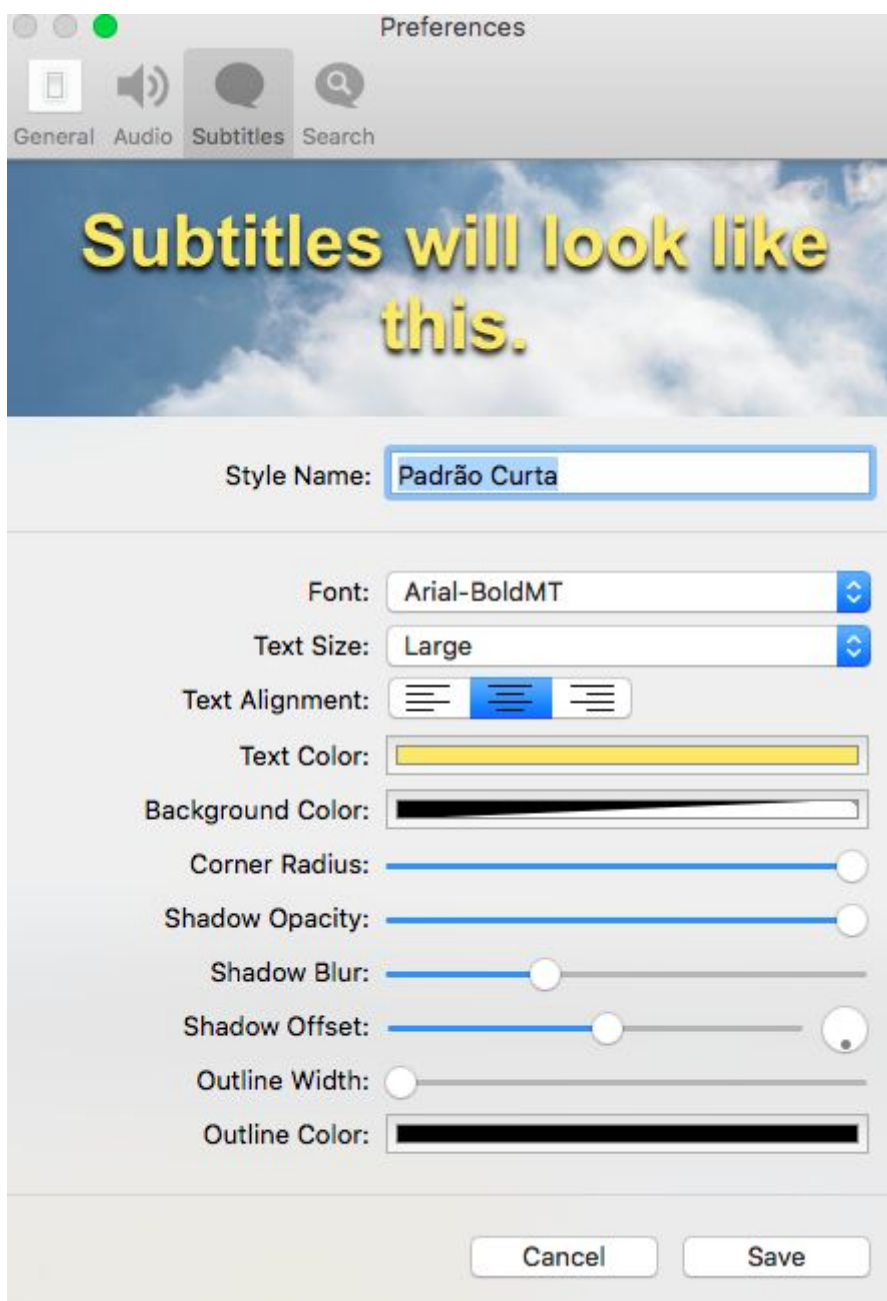 Preferences
General Audio Subtitles Search
Subtitles will look like
this.
Style Name: Padrão Curta
Font: Arial-BoldMT
Text Size: Large
Text Alignment:
Text Color:
Background Color:
Corner Radius:
Shadow Opacity:
Shadow Blur:
Shadow Offset:
Outline Width:
Outline Color:
Cancel Save